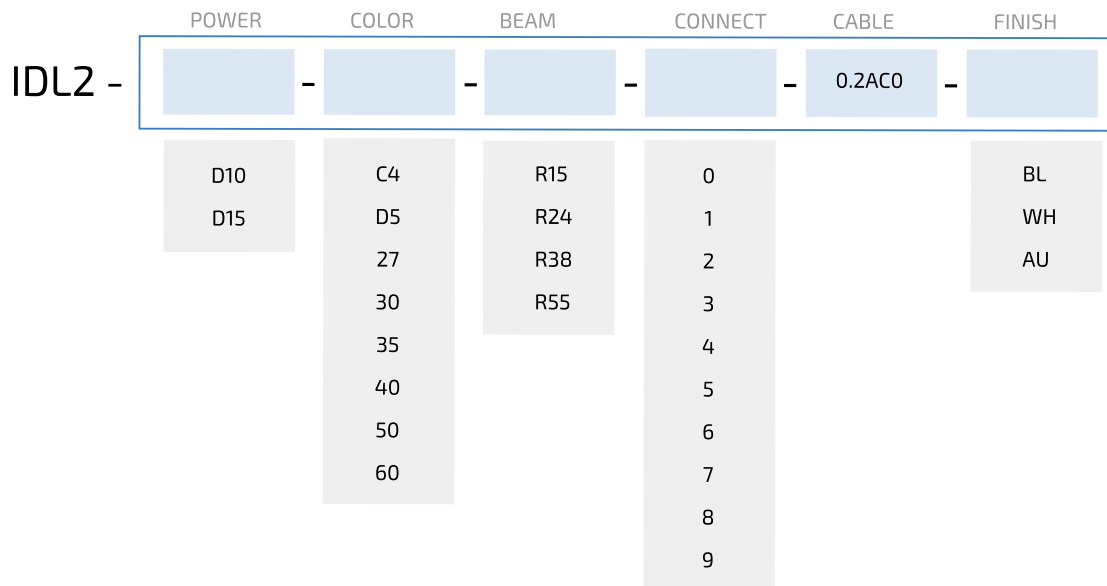 POWER COLOR BEAM CONNECT CABLE FINISH
IDL2 - - - - - 0.2AC0 -
D10 C4 R15 0 BL
D15 D5 R24 1 WH
27 R38 2 AU
30 R55 3
35 4
40 5
50 6
60 7
8
9